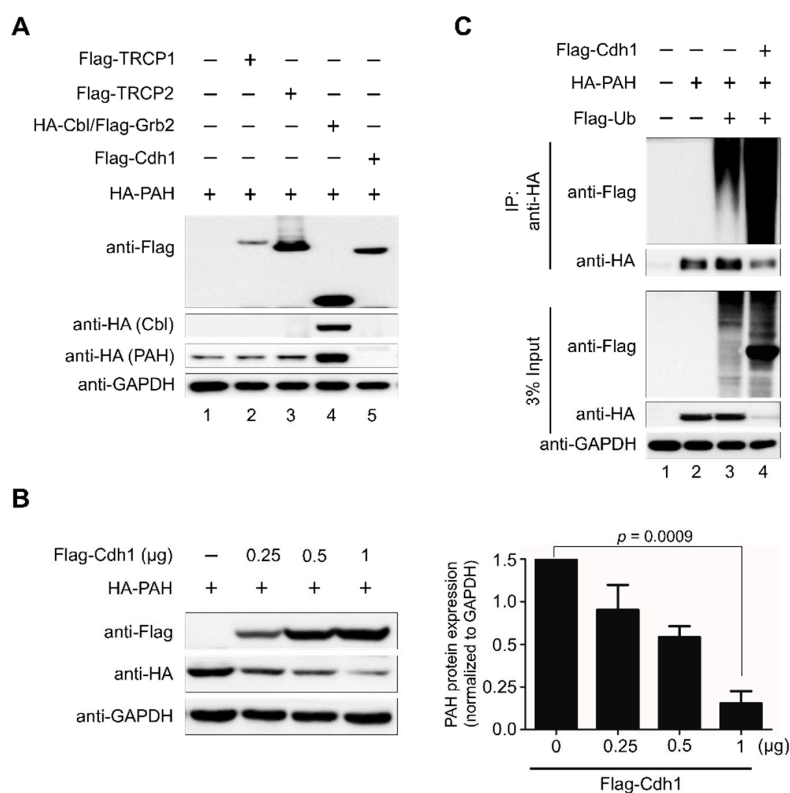 A
Flag-TRCP1 – + – – –
Flag-TRCP2 – – + – –
HA-Cbl/Flag-Grb2 – – – + –
Flag-Cdh1 – – – – +
HA-PAH + + + + +
anti-Flag
anti-HA (Cbl)
anti-HA (PAH)
anti-GAPDH
1 2 3 4 5
B
Flag-Cdh1 (µg) – 0.25 0.5 1
HA-PAH + + + +
anti-Flag
anti-HA
anti-GAPDH
C
Flag-Cdh1 – – – +
HA-PAH – + + +
Flag-Ub – – + +
IP:
anti-HA
anti-Flag
anti-HA
3% Input
anti-Flag
anti-HA
anti-GAPDH
1 2 3 4
p = 0.0009
PAH protein expression
(normalized to GAPDH)
1.5
1.0
0.5
0.25
0.0
0 0.25 0.5 1 (µg)
Flag-Cdh1